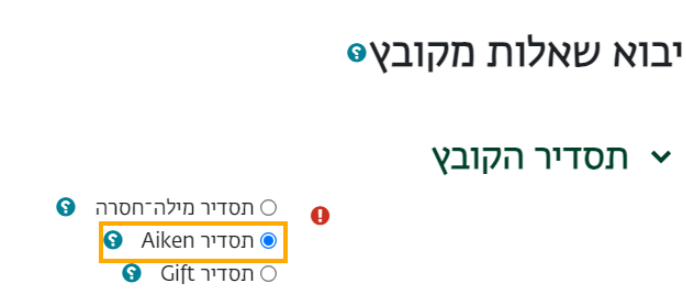 יבוא שאלות מקובץ
תסדיר הקובץ
תסדיר מילה־חסרה
תסדיר Aiken
תסדיר Gift